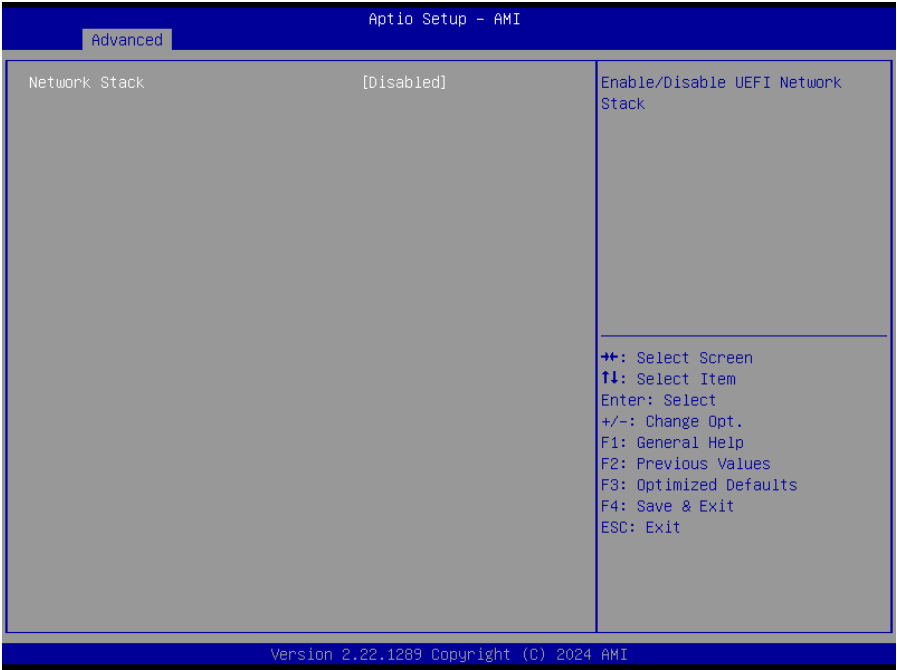 Aptio Setup – AMI
Advanced
Network Stack [Disabled]
Enable/Disable UEFI Network
Stack
→←: Select Screen
↑↓: Select Item
Enter: Select
+/-: Change Opt.
F1: General Help
F2: Previous Values
F3: Optimized Defaults
F4: Save & Exit
ESC: Exit
Version 2.22.1289 Copyright (C) 2024 AMI